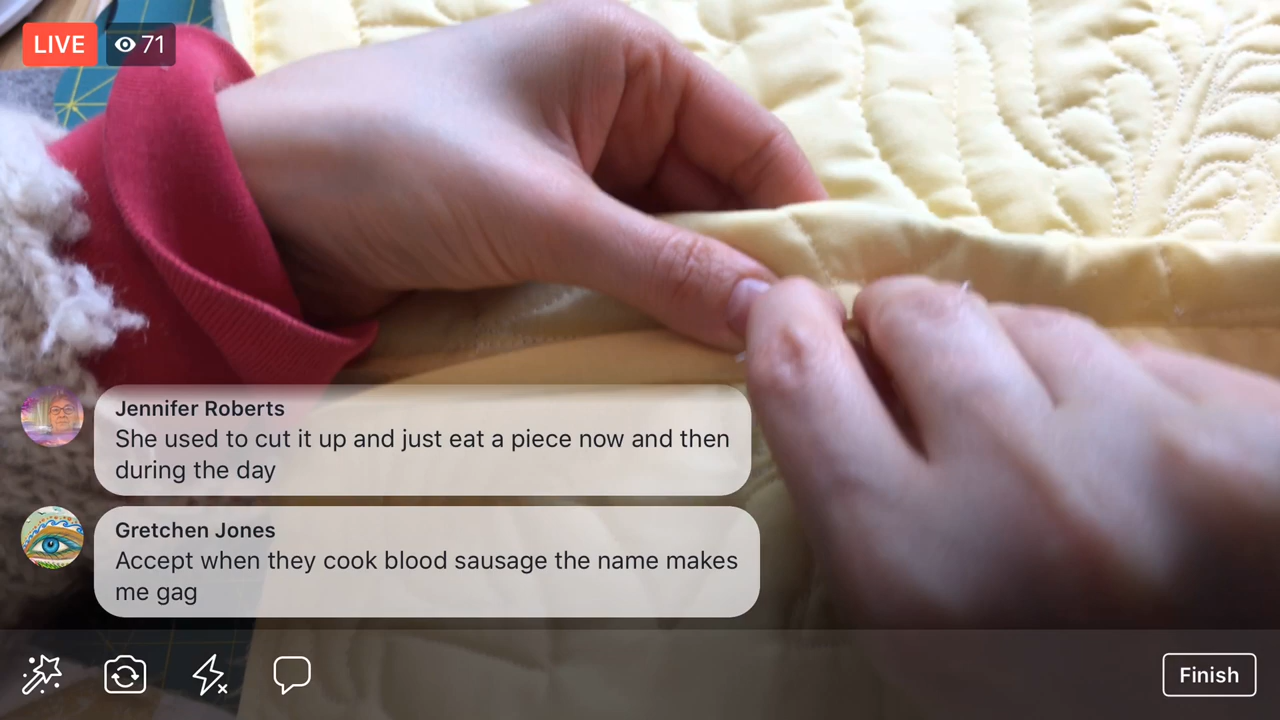 LIVE 71
Jennifer Roberts
She used to cut it up and just eat a piece now and then
during the day
Gretchen Jones
Accept when they cook blood sausage the name makes
me gag
Finish